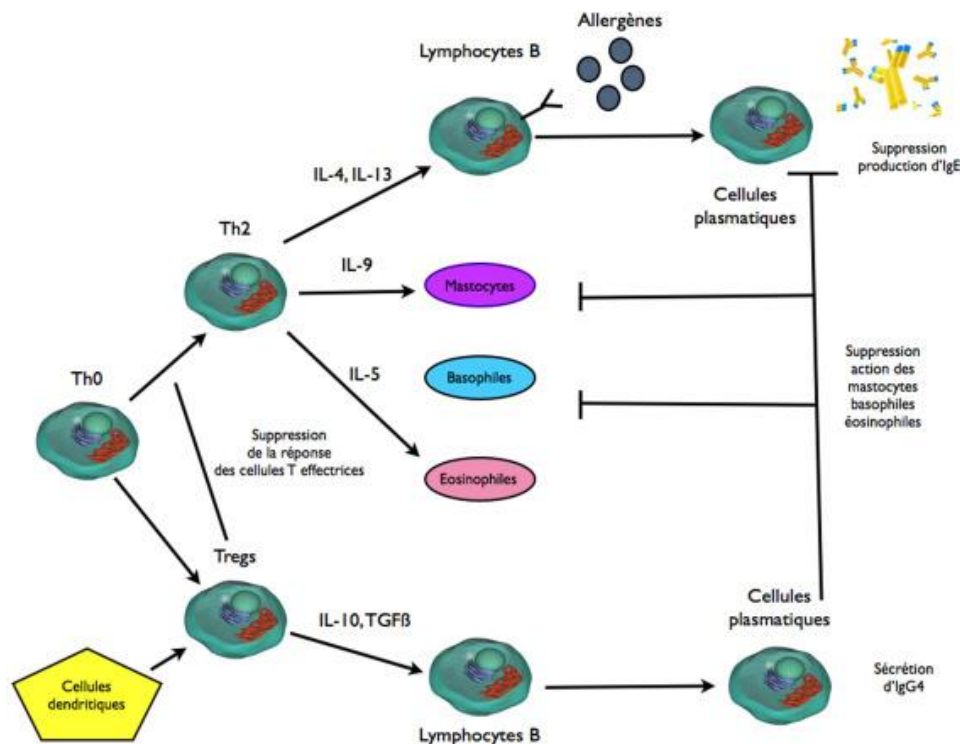 Allergènes
Lymphocytes B
Suppression
production d'IgE
IL-4, IL-13
Cellules
plasmatiques
Th2
IL-9
Mastocytes
Th0
IL-5
Basophiles
Suppression
action des
mastocytes
basophiles
éosinophiles
Suppression
de la réponse
des cellules T effectrices
Eosinophiles
Tregs
IL-10, TGFß
Cellules
plasmatiques
Cellules
dendritiques
Sécrétion
d'IgG4
Lymphocytes B